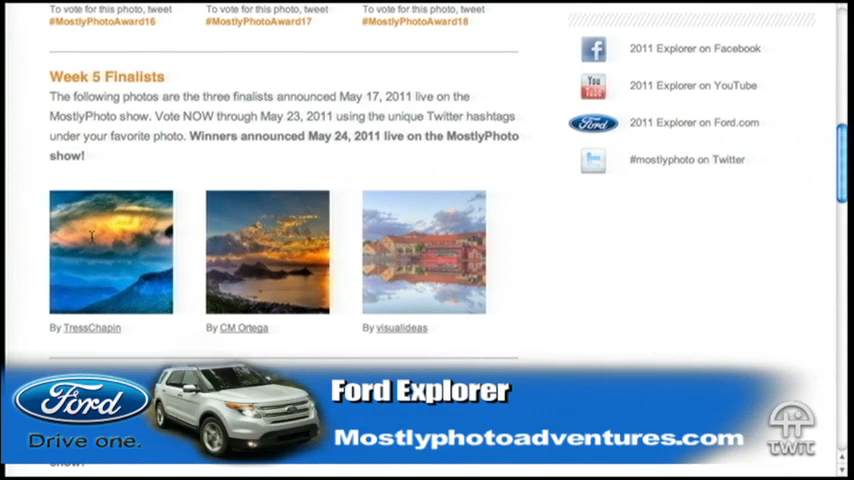 To vote for this photo, tweet
#MostlyPhotoAward16
To vote for this photo, tweet
#MostlyPhotoAward17
To vote for this photo, tweet
#MostlyPhotoAward18
Week 5 Finalists
The following photos are the three finalists announced May 17, 2011 live on the
MostlyPhoto show. Vote NOW through May 23, 2011 using the unique Twitter hashtags
under your favorite photo. Winners announced May 24, 2011 live on the MostlyPhoto
show!
By TressChapin
By CM Ortega
By visualideas
f
2011 Explorer on Facebook
You
Tube
2011 Explorer on YouTube
Ford
2011 Explorer on Ford.com
t
#mostlyphoto on Twitter
Ford
Drive one.
Ford Explorer
Mostlyphotoadventures.com
TWiT
show!